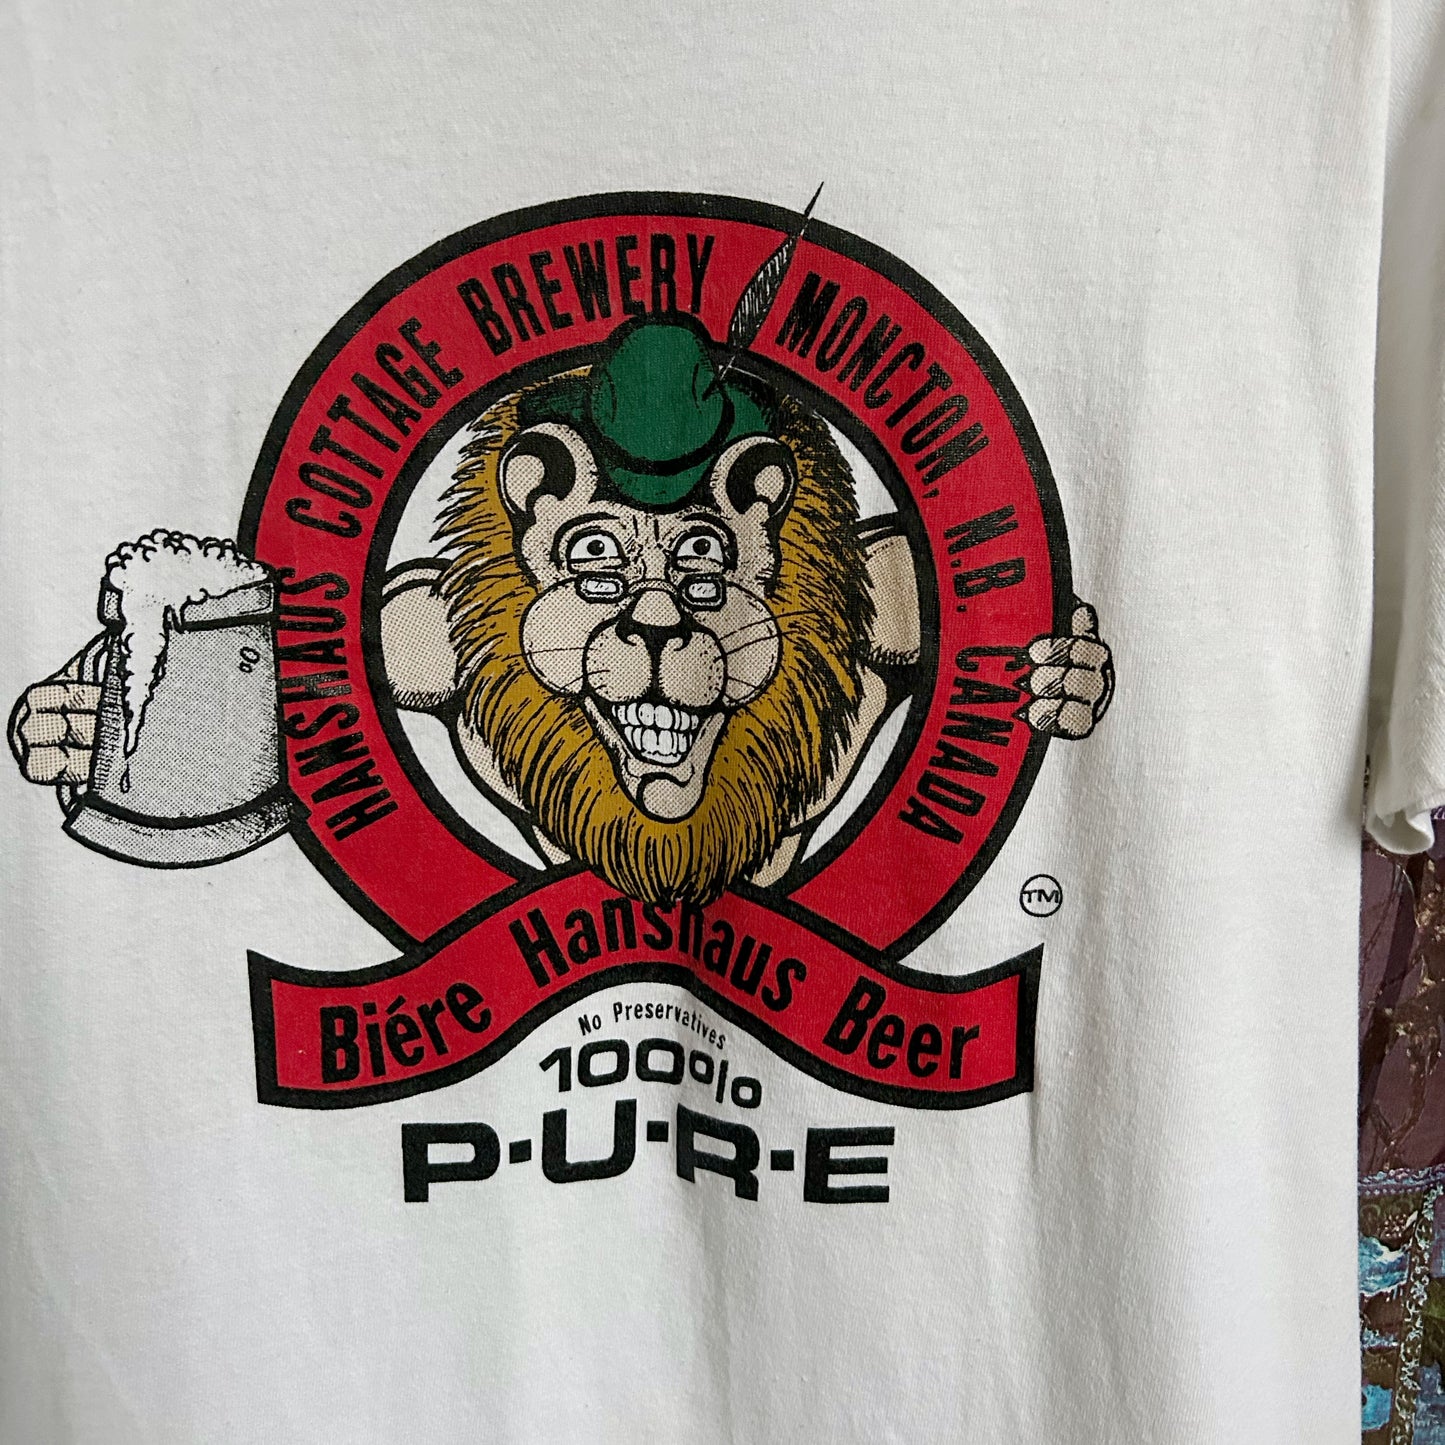 HANSHAUS COTTAGE BREWERY MONCTON, N.B. CANADA
TM
Biére Hanshaus Beer
No Preservatives
100%
P·U·R·E